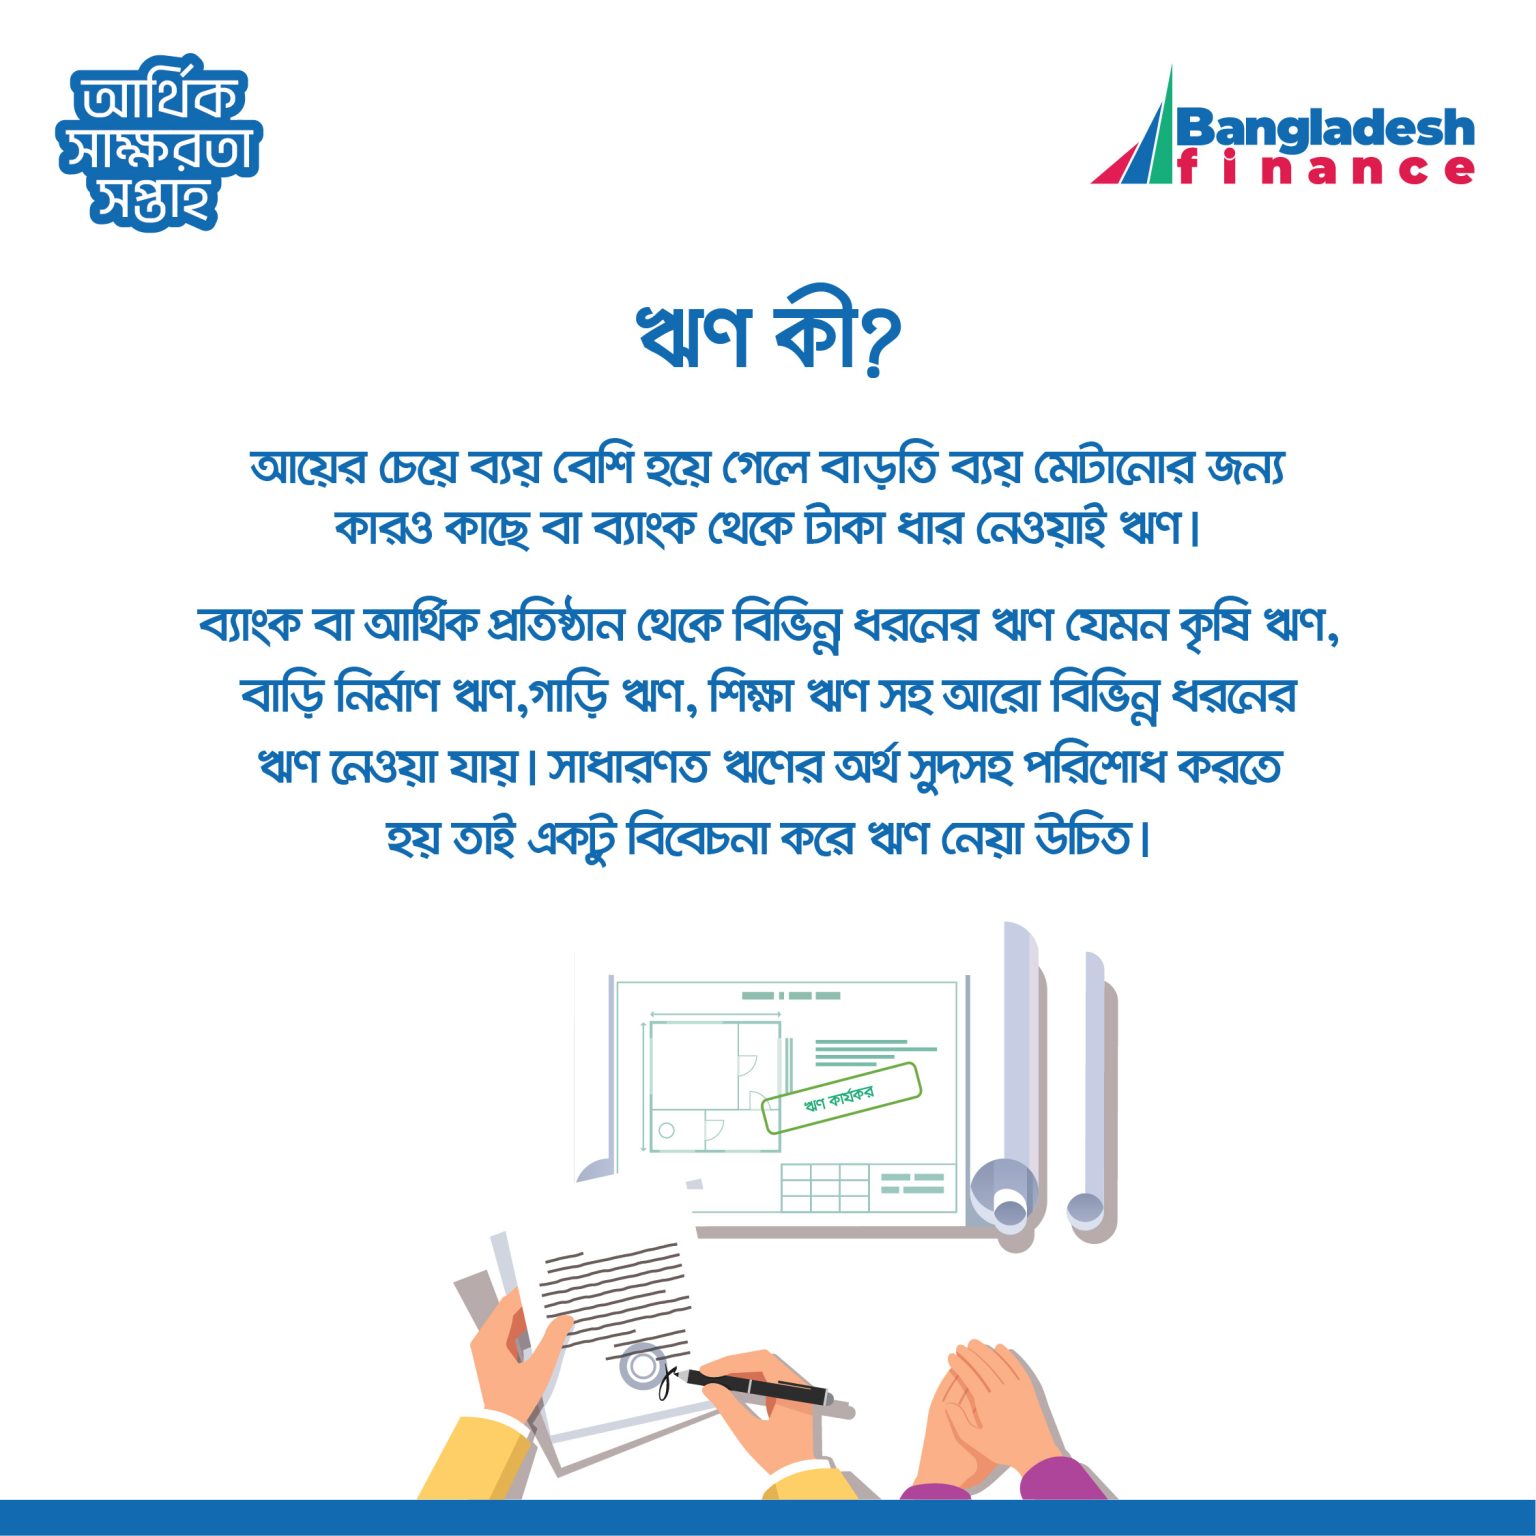 আর্থিক
সাক্ষরতা
সপ্তাহ
Bangladesh
finance
ঋণ কী?
আয়ের চেয়ে ব্যয় বেশি হয়ে গেলে বাড়তি ব্যয় মেটানোর জন্য
কারও কাছে বা ব্যাংক থেকে টাকা ধার নেওয়াই ঋণ।
ব্যাংক বা আর্থিক প্রতিষ্ঠান থেকে বিভিন্ন ধরনের ঋণ যেমন কৃষি ঋণ,
বাড়ি নির্মাণ ঋণ,গাড়ি ঋণ, শিক্ষা ঋণ সহ আরো বিভিন্ন ধরনের
ঋণ নেওয়া যায়। সাধারণত ঋণের অর্থ সুদসহ পরিশোধ করতে
হয় তাই একটু বিবেচনা করে ঋণ নেয়া উচিত।
ঋণ কার্যকর